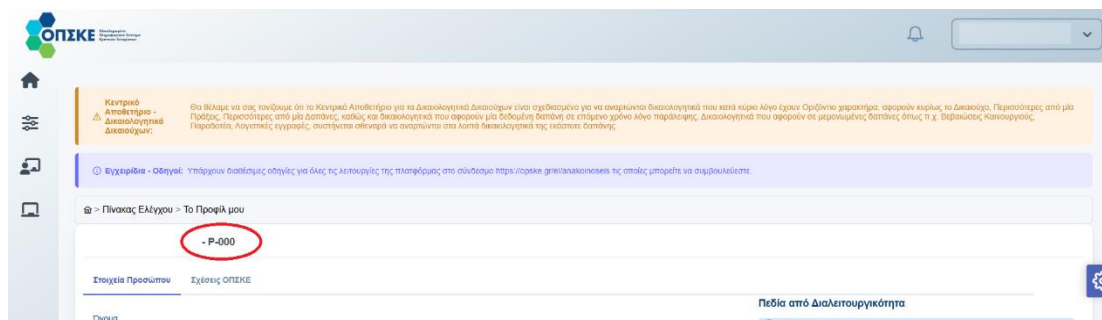 ΟΠΣΚΕ
Κεντρικό
Αποθετήριο -
Δικαιολογητικά
Δικαιούχων:
Θα θέλαμε να σας τονίσουμε ότι το Κεντρικό Αποθετήριο για τα Δικαιολογητικά Δικαιούχων είναι σχεδιασμένο για να αναρτώνται δικαιολογητικά που κατά κύριο λόγο έχουν Οριζόντιο χαρακτήρα, αφορούν κυρίως το Δικαιούχο, Περισσότερες από μία
Πράξεις, Περισσότερες από μία Δαπάνες, καθώς και δικαιολογητικά που αφορούν μία δεδομένη δαπάνη σε επόμενο χρόνο λόγω παράλειψης. Δικαιολογητικά που αφορούν σε μεμονωμένες δαπάνες όπως π.χ. Βεβαιώσεις Καινουργιούς,
Παραδοτέα, Λογιστικές εγγραφές, συστήνεται σθεναρά να αναρτώνται στα λοιπά δικαιολογητικά της εκάστοτε δαπάνης.
Εγχειρίδια - Οδηγοί: Υπάρχουν διαθέσιμες οδηγίες για όλες τις λειτουργίες της πλατφόρμας στο σύνδεσμο https://opske.gr/el/anakoinoseis τις οποίες μπορείτε να συμβουλεύεστε.
> Πίνακας Ελέγχου > Το Προφίλ μου
- P-000
Στοιχεία Προσώπου Σχέσεις ΟΠΣΚΕ
Πεδία από Διαλειτουργικότητα
Όνομα